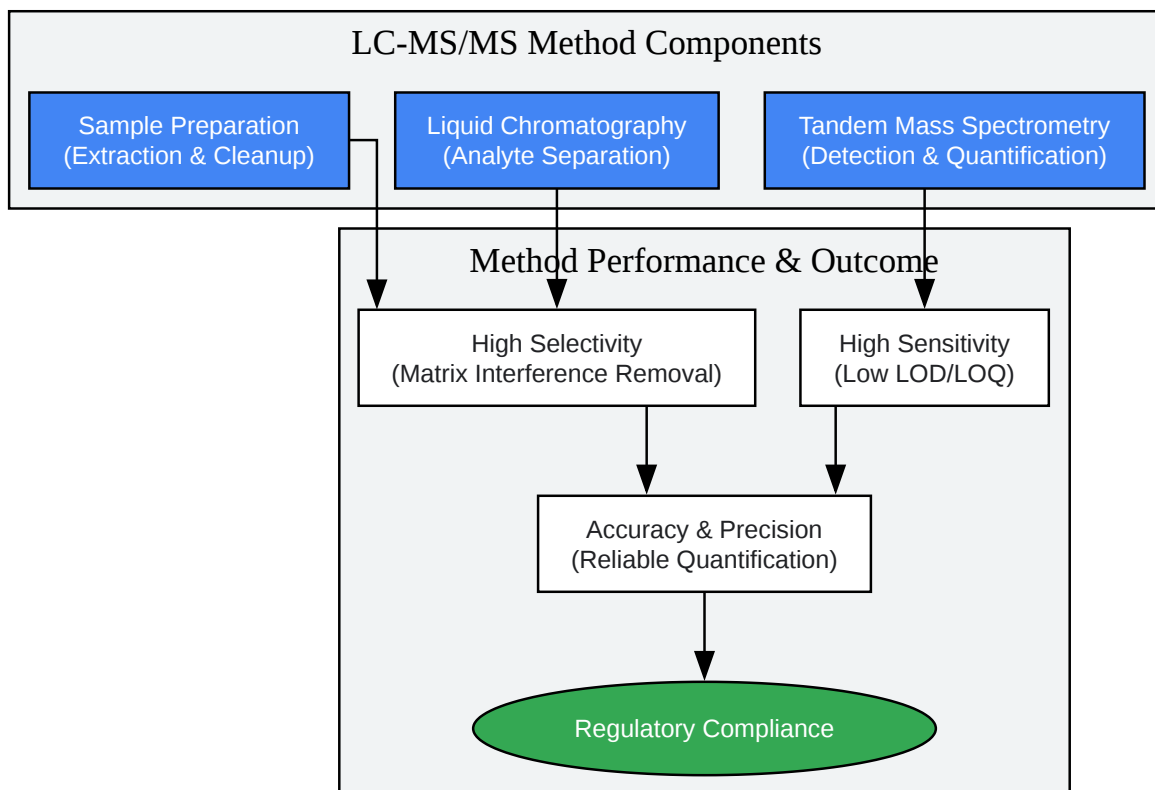 LC-MS/MS Method Components
Sample Preparation
(Extraction & Cleanup)
Liquid Chromatography
(Analyte Separation)
Tandem Mass Spectrometry
(Detection & Quantification)
Method Performance & Outcome
High Selectivity
(Matrix Interference Removal)
High Sensitivity
(Low LOD/LOQ)
Accuracy & Precision
(Reliable Quantification)
Regulatory Compliance